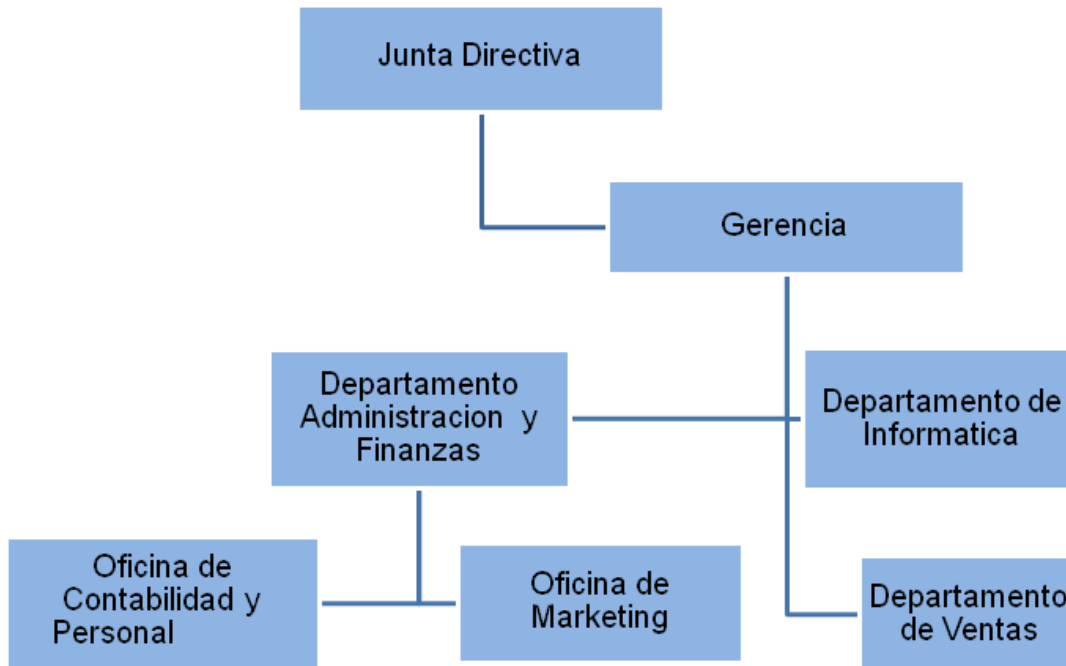 Junta Directiva
Gerencia
Departamento
Administracion y
Finanzas
Departamento de
Informatica
Oficina de
Contabilidad y
Personal
Oficina de
Marketing
Departamento
de Ventas